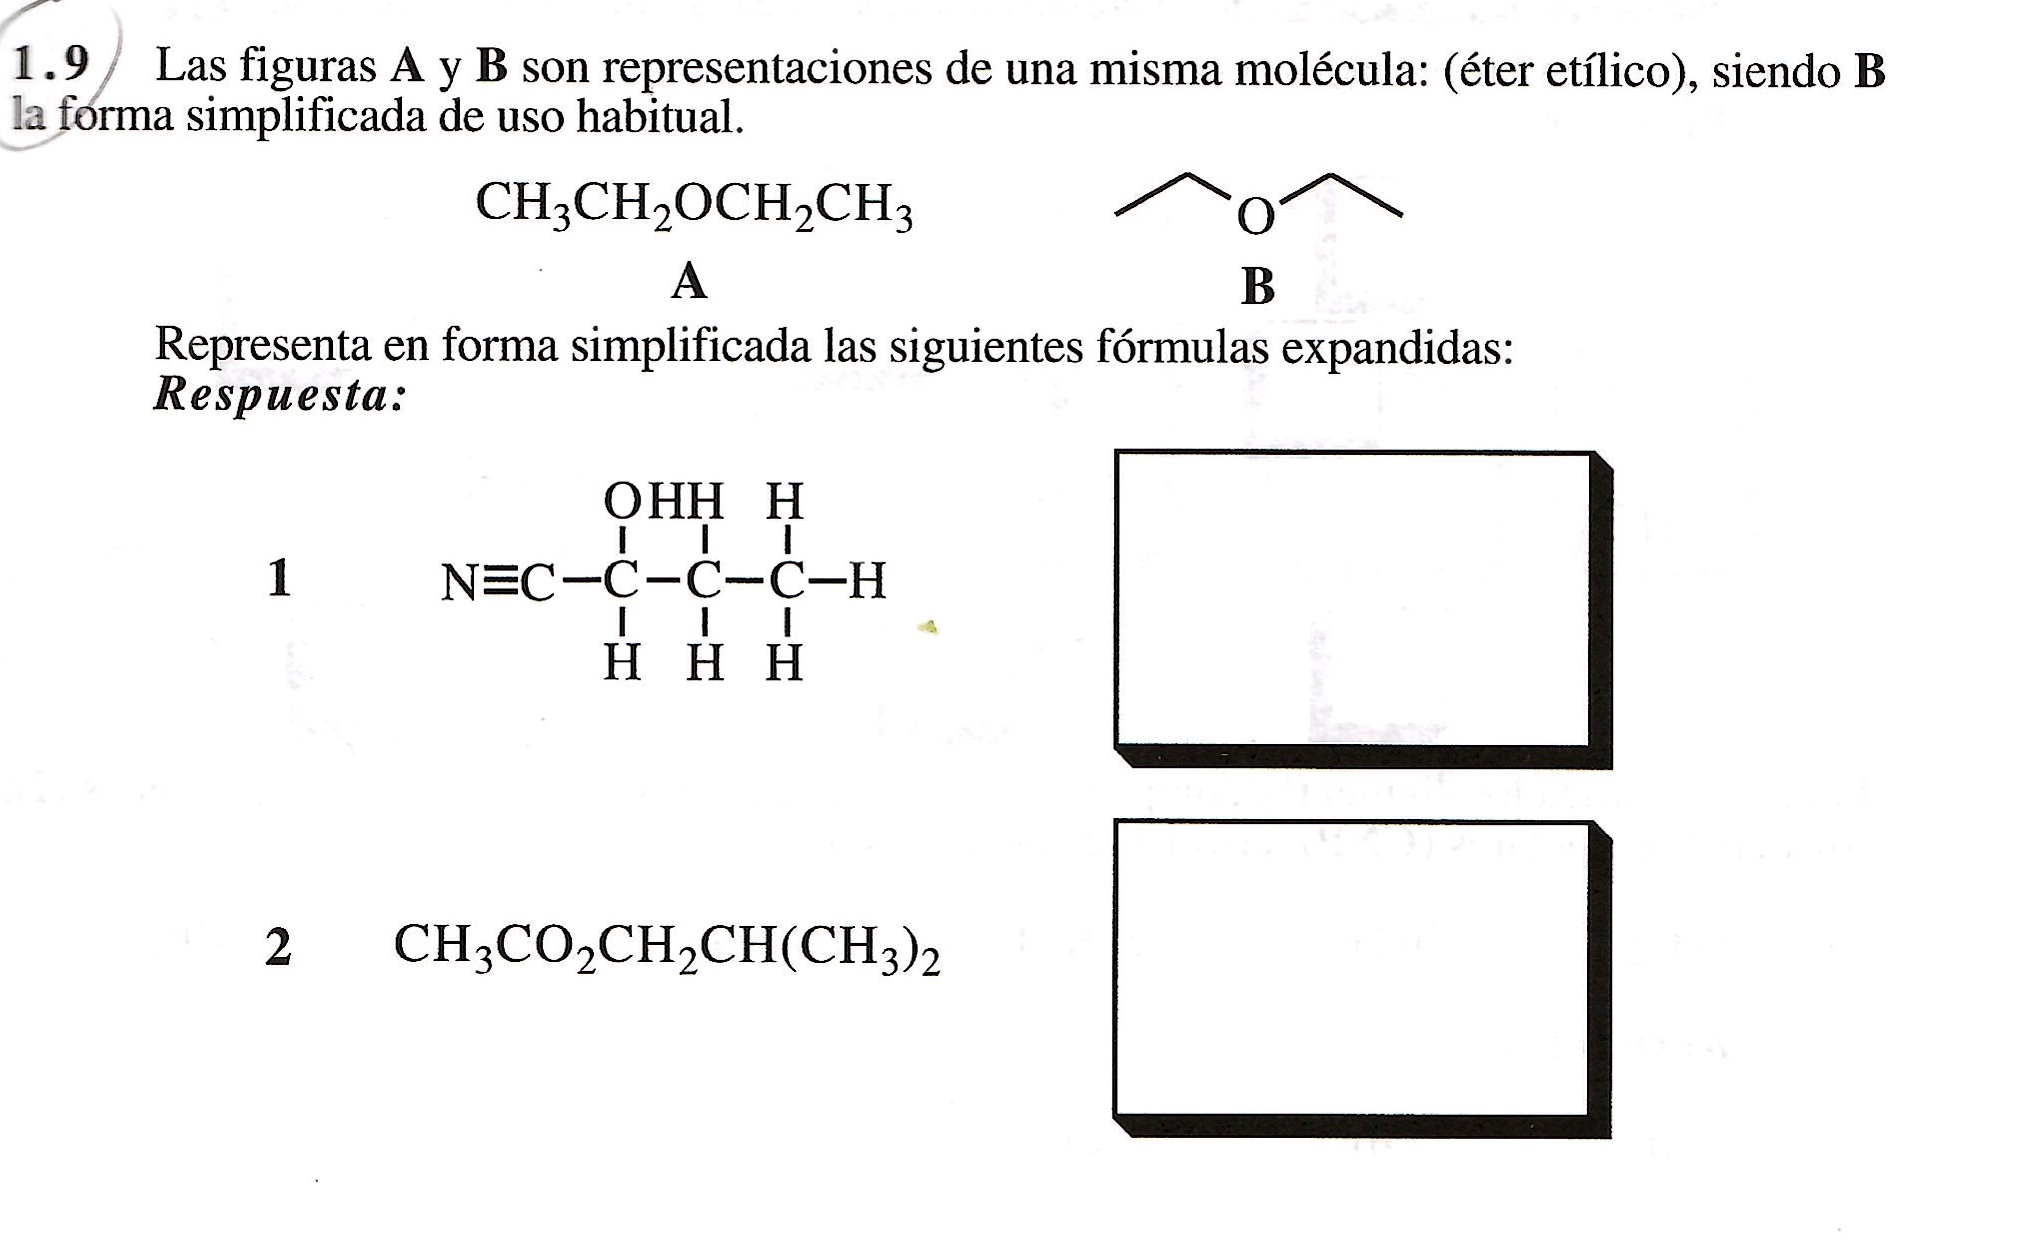 1.9 Las figuras A y B son representaciones de una misma molécula: (éter etílico), siendo B
la forma simplificada de uso habitual.
CH₃CH₂OCH₂CH₃
O
A
B
Representa en forma simplificada las siguientes fórmulas expandidas:
Respuesta:
OHH H
1 N≡C–C–C–C–H
H H H
2 CH₃CO₂CH₂CH(CH₃)₂